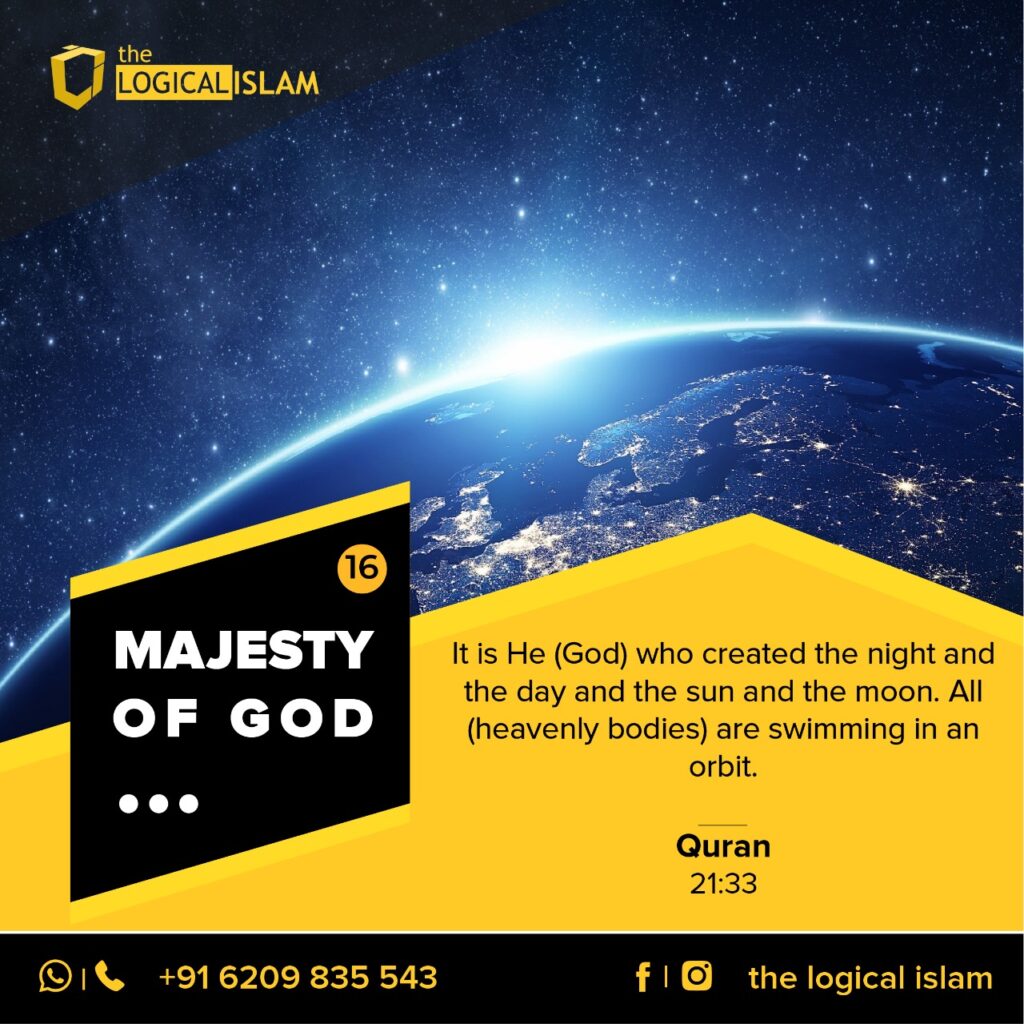 the
LOGICAL ISLAM
16
MAJESTY
OF GOD
It is He (God) who created the night and
the day and the sun and the moon. All
(heavenly bodies) are swimming in an
orbit.
Quran
21:33
+91 6209 835 543
the logical islam